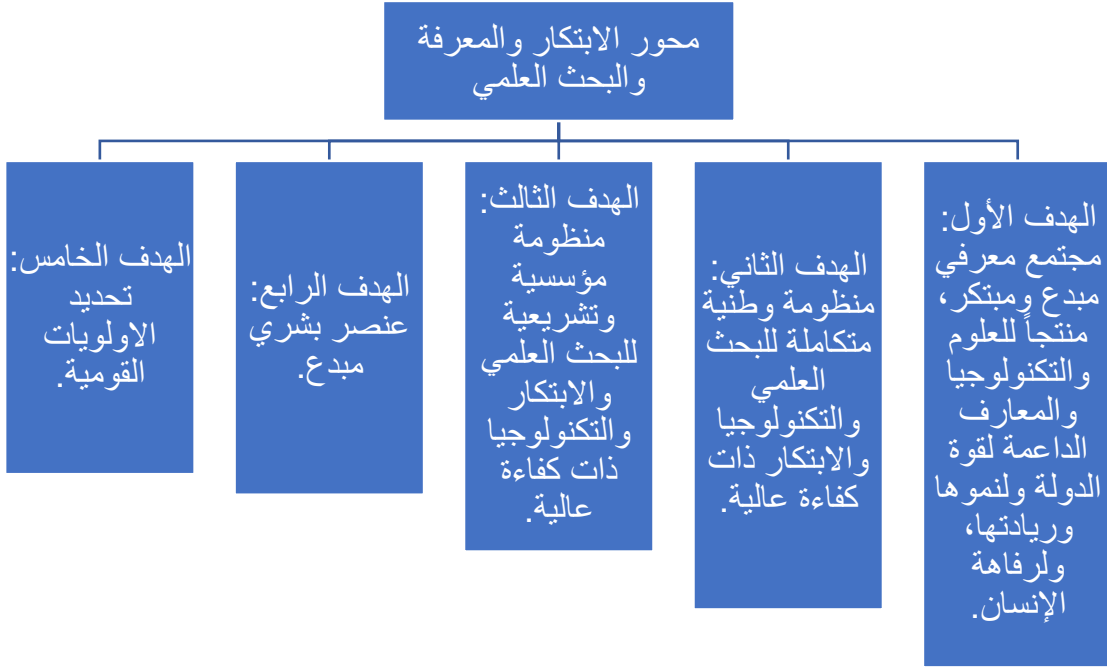 محور الابتكار والمعرفة
والبحث العلمي
الهدف الأول:
مجتمع معرفي
مبدع ومبتكر،
منتجاً للعلوم
والتكنولوجيا
والمعارف
الداعمة لقوة
الدولة ولنموها
وريادتها،
ولرفاهة
الإنسان.
الهدف الثاني:
منظومة وطنية
متكاملة للبحث
العلمي
والتكنولوجيا
والابتكار ذات
كفاءة عالية.
الهدف الثالث:
منظومة
مؤسسية
وتشريعية
للبحث العلمي
والابتكار
والتكنولوجيا
ذات كفاءة
عالية.
الهدف الرابع:
عنصر بشري
مبدع.
الهدف الخامس:
تحديد
الاولويات
القومية.